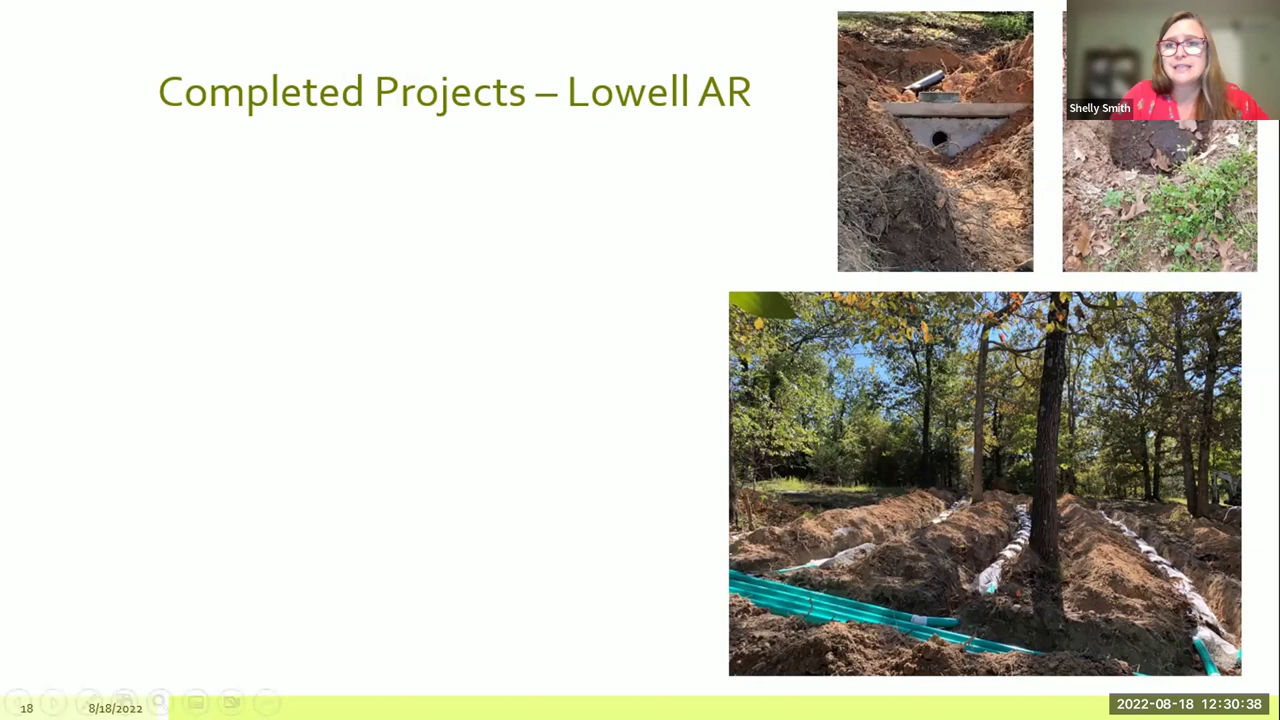 Completed Projects – Lowell AR
Shelly Smith
18
8/18/2022
2022-08-18 12:30:38